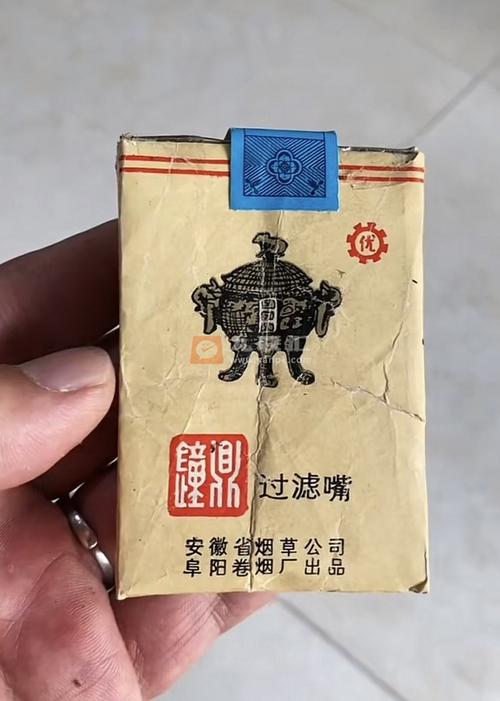 优
鐘鼎 过滤嘴
安徽省烟草公司
阜阳卷烟厂出品